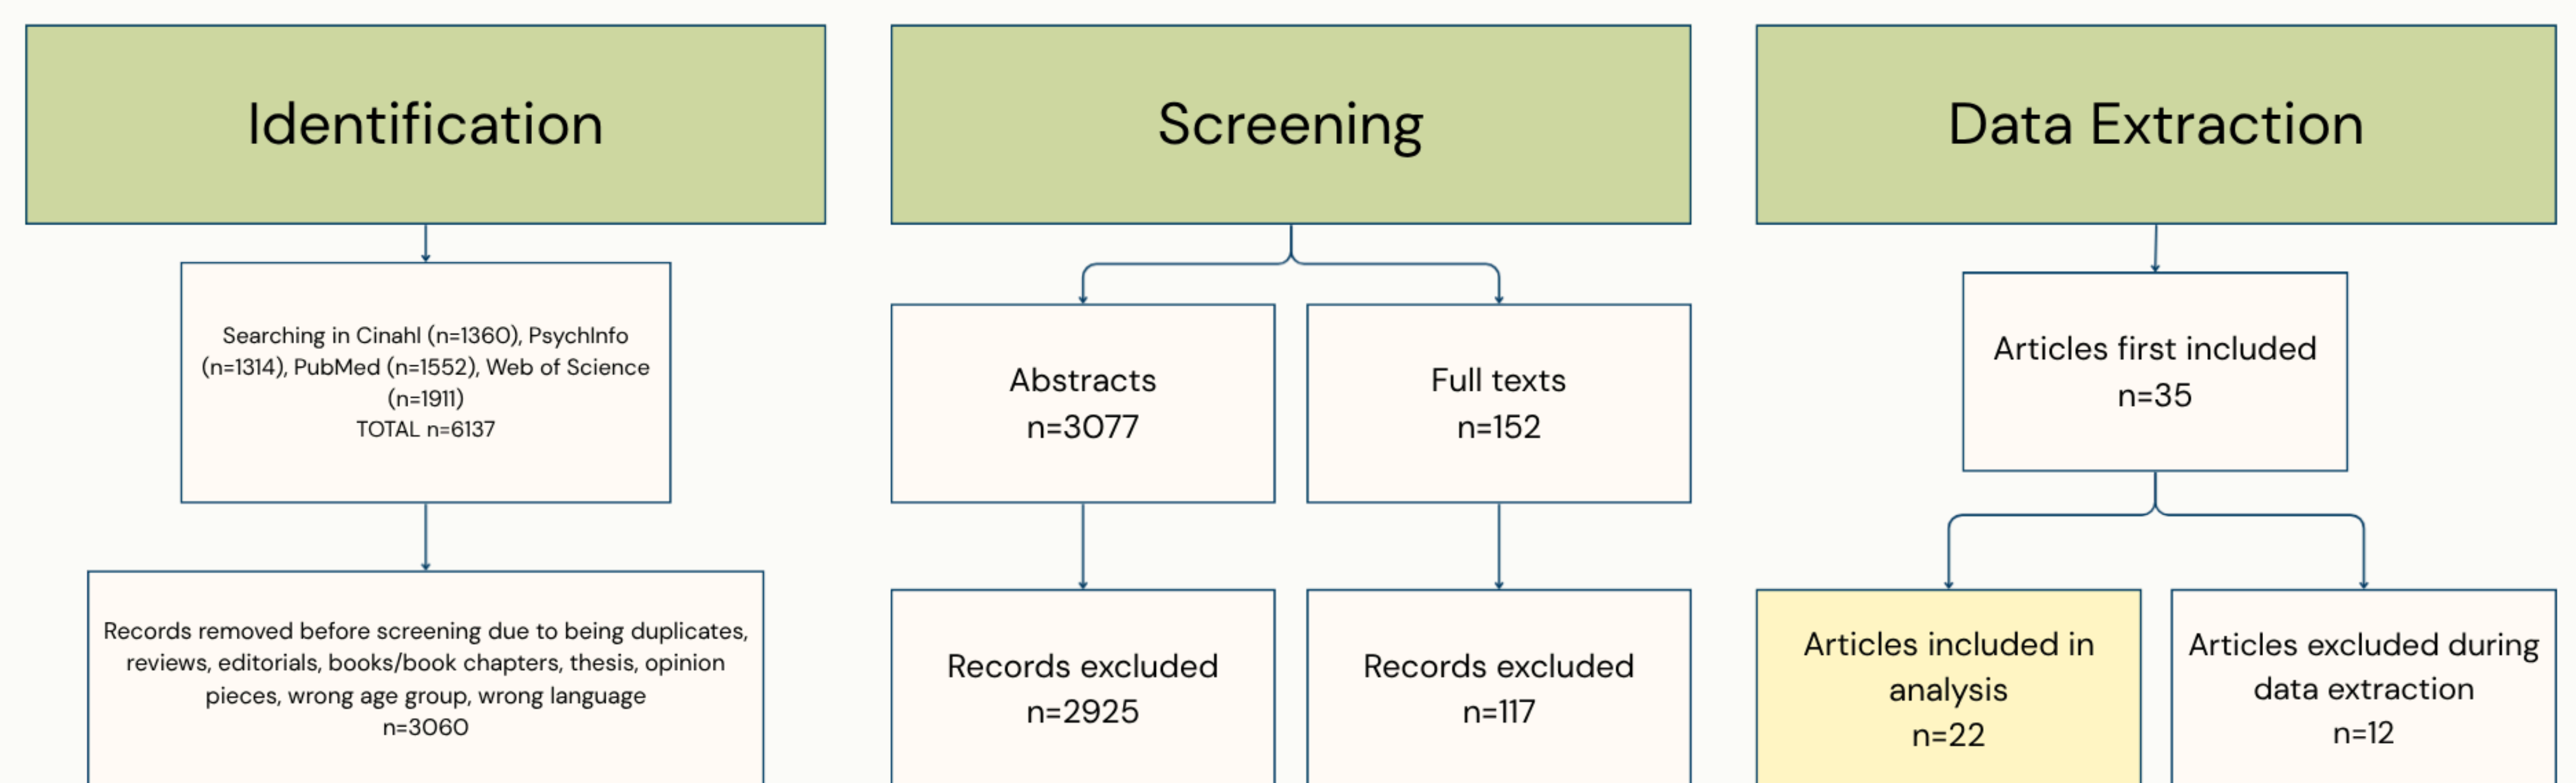 Identification
Searching in Cinahl (n=1360), PsychInfo
(n=1314), PubMed (n=1552), Web of Science
(n=1911)
TOTAL n=6137
Records removed before screening due to being duplicates,
reviews, editorials, books/book chapters, thesis, opinion
pieces, wrong age group, wrong language
n=3060
Screening
Abstracts
n=3077
Records excluded
n=2925
Full texts
n=152
Records excluded
n=117
Data Extraction
Articles first included
n=35
Articles included in
analysis
n=22
Articles excluded during
data extraction
n=12